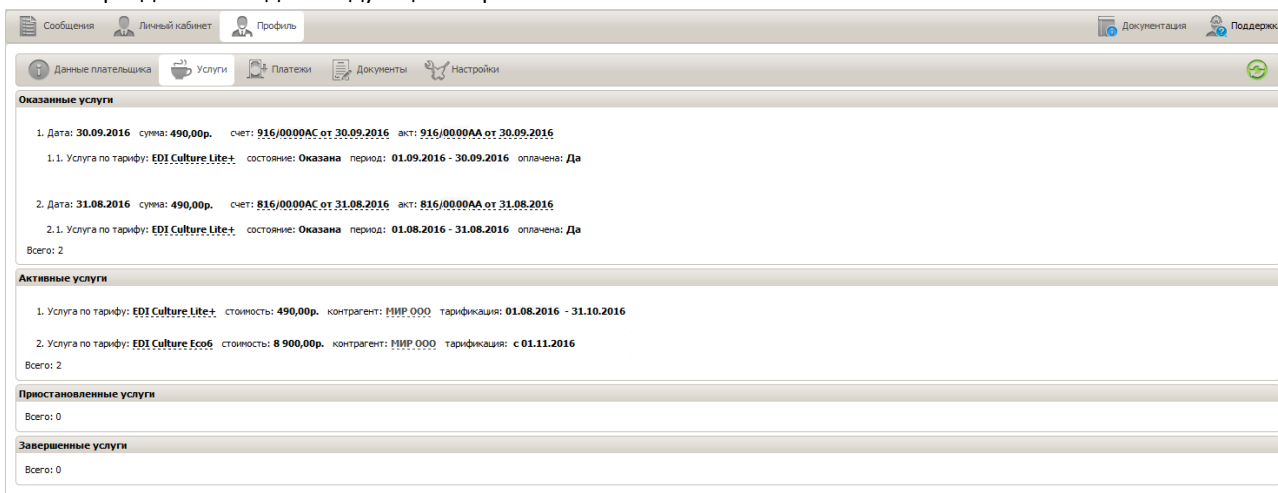 Сообщения Личный кабинет Профиль Документация Поддержк
Данные плательщика Услуги Платежи Документы Настройки
Оказанные услуги
1. Дата: 30.09.2016 сумма: 490,00р. счет: 916/0000АС от 30.09.2016 акт: 916/0000АА от 30.09.2016
1.1. Услуга по тарифу: EDI Culture Lite+ состояние: Оказана период: 01.09.2016 - 30.09.2016 оплачена: Да
2. Дата: 31.08.2016 сумма: 490,00р. счет: 816/0000АС от 31.08.2016 акт: 816/0000АА от 31.08.2016
2.1. Услуга по тарифу: EDI Culture Lite+ состояние: Оказана период: 01.08.2016 - 31.08.2016 оплачена: Да
Всего: 2
Активные услуги
1. Услуга по тарифу: EDI Culture Lite+ стоимость: 490,00р. контрагент: МИР ООО тарификация: 01.08.2016 - 31.10.2016
2. Услуга по тарифу: EDI Culture Eco6 стоимость: 8 900,00р. контрагент: МИР ООО тарификация: с 01.11.2016
Всего: 2
Приостановленные услуги
Всего: 0
Завершенные услуги
Всего: 0